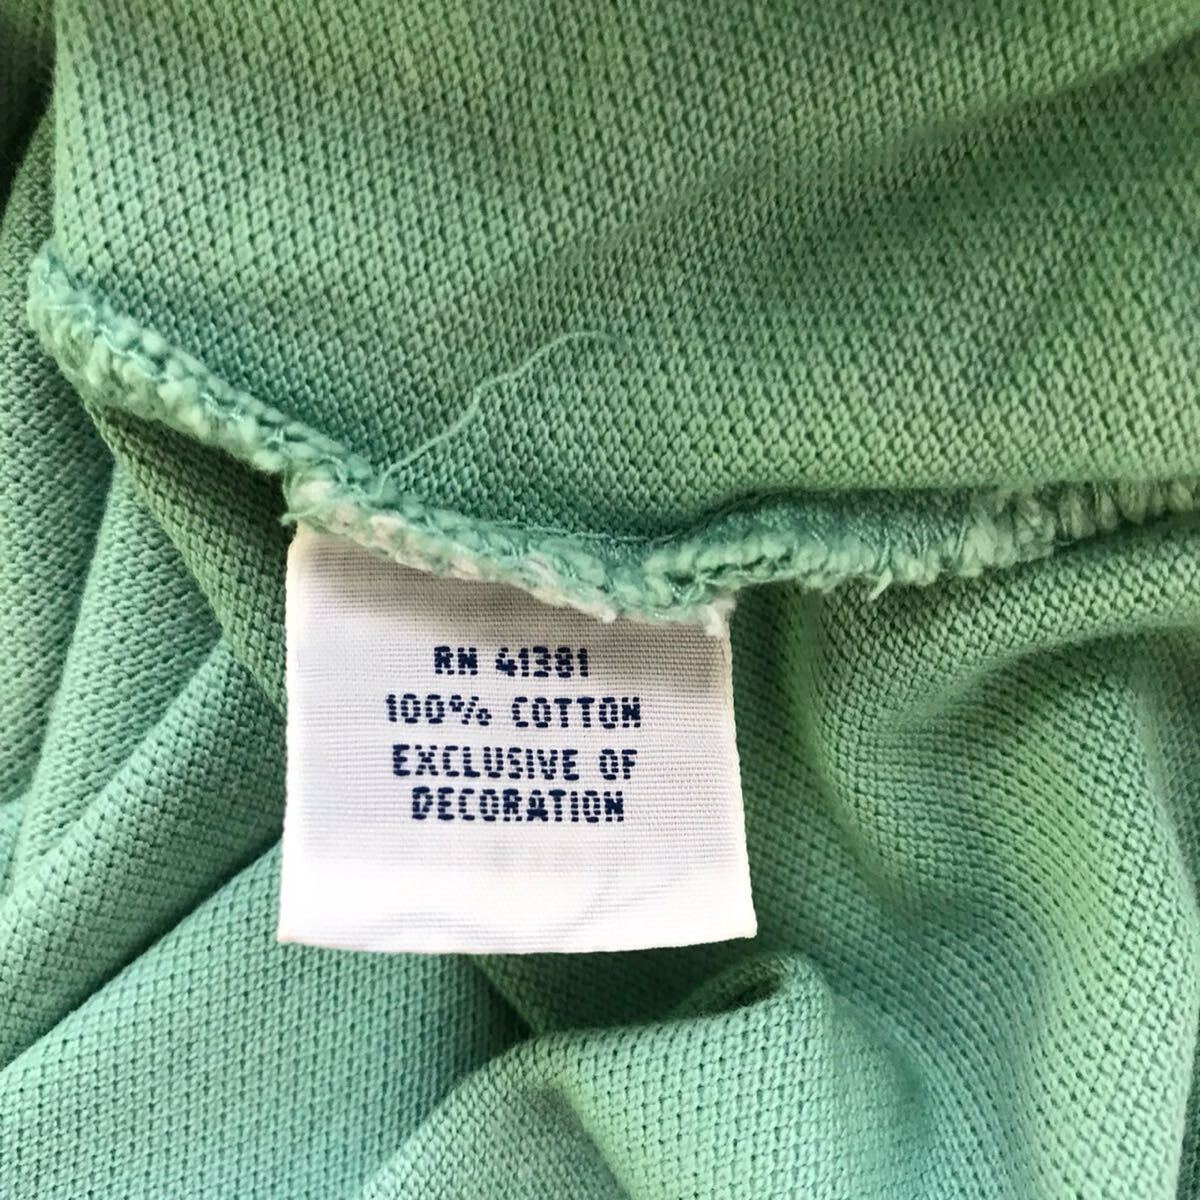 RN 41381
100% COTTON
EXCLUSIVE OF
DECORATION